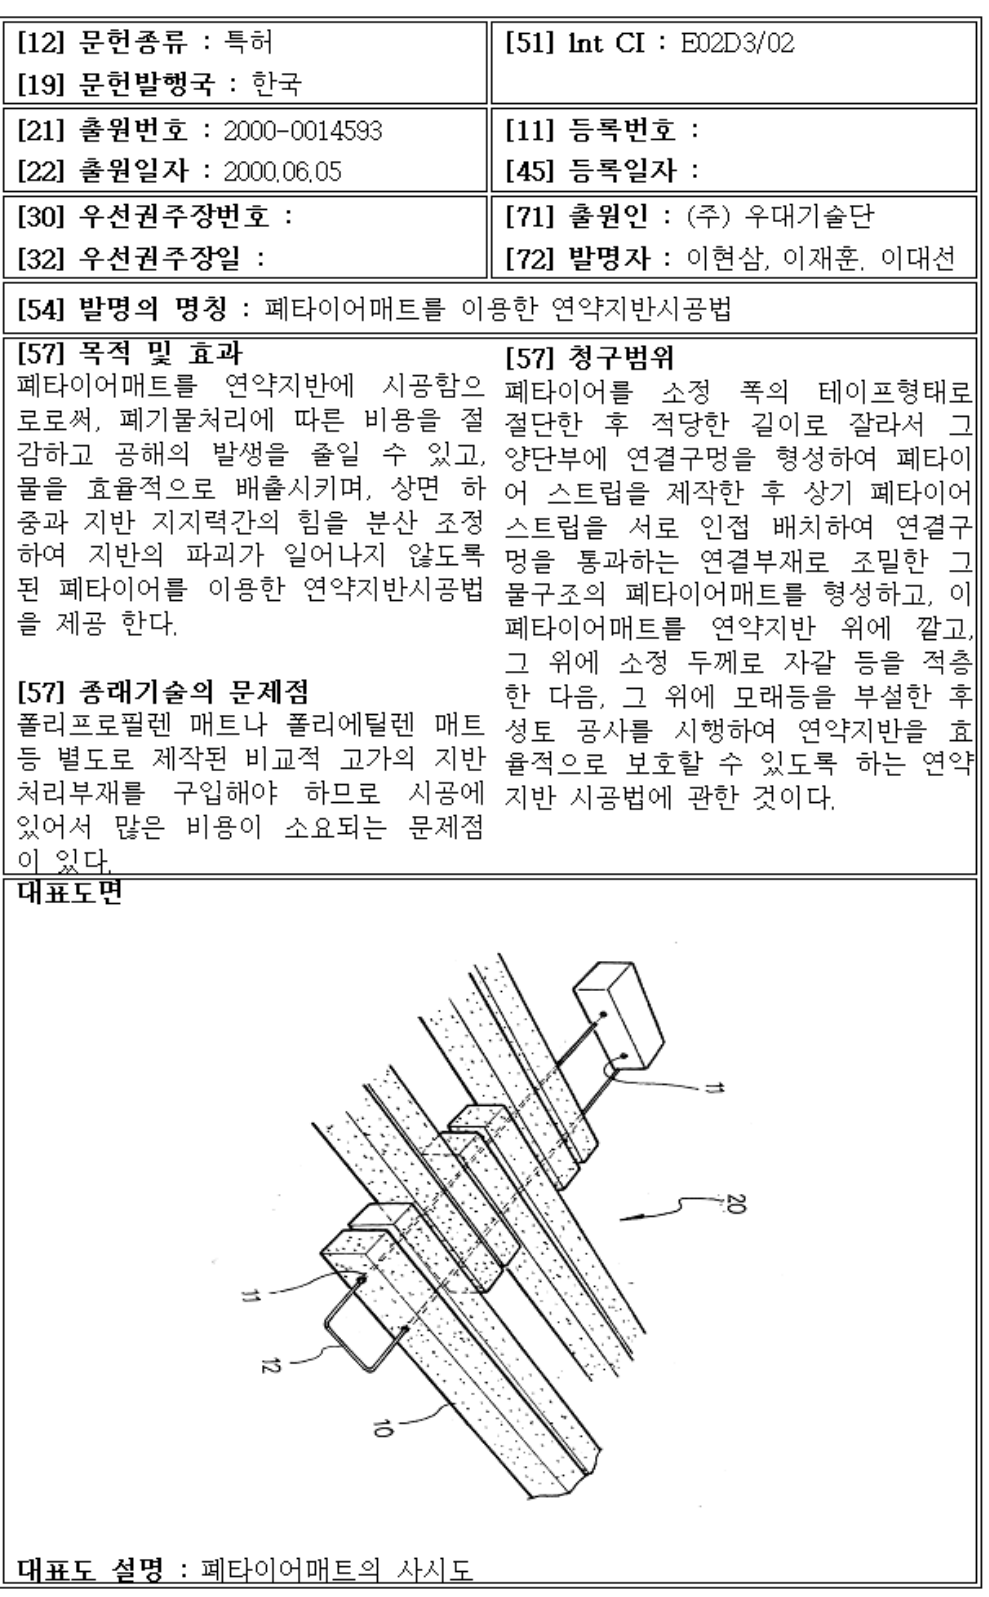 [12] 문헌종류 : 특허
[19] 문헌발행국 : 한국
[51] Int CI : E02D3/02
[21] 출원번호 : 2000-0014593
[22] 출원일자 : 2000.06.05
[11] 등록번호 :
[45] 등록일자 :
[30] 우선권주장번호 :
[32] 우선권주장일 :
[71] 출원인 : (주) 우대기술단
[72] 발명자 : 이현삼, 이재훈, 이대선
[54] 발명의 명칭 : 폐타이어매트를 이용한 연약지반시공법
[57] 목적 및 효과
폐타이어매트를 연약지반에 시공함으
로로써, 폐기물처리에 따른 비용을 절
감하고 공해의 발생을 줄일 수 있고,
물을 효율적으로 배출시키며, 상면 하
중과 지반 지지력간의 힘을 분산 조정
하여 지반의 파괴가 일어나지 않도록
된 폐타이어를 이용한 연약지반시공법
을 제공 한다.
[57] 종래기술의 문제점
폴리프로필렌 매트나 폴리에틸렌 매트
등 별도로 제작된 비교적 고가의 지반
처리부재를 구입해야 하므로 시공에
있어서 많은 비용이 소요되는 문제점
이 있다.
[57] 청구범위
폐타이어를 소정 폭의 테이프형태로
절단한 후 적당한 길이로 잘라서 그
양단부에 연결구멍을 형성하여 폐타이
어 스트립을 제작한 후 상기 폐타이어
스트립을 서로 인접 배치하여 연결구
멍을 통과하는 연결부재로 조밀한 그
물구조의 폐타이어매트를 형성하고, 이
폐타이어매트를 연약지반 위에 깔고,
그 위에 소정 두께로 자갈 등을 적층
한 다음, 그 위에 모래등을 부설한 후
성토 공사를 시행하여 연약지반을 효
율적으로 보호할 수 있도록 하는 연약
지반 시공법에 관한 것이다.
대표도면
11
20
11
12
10
대표도 설명 : 폐타이어매트의 사시도